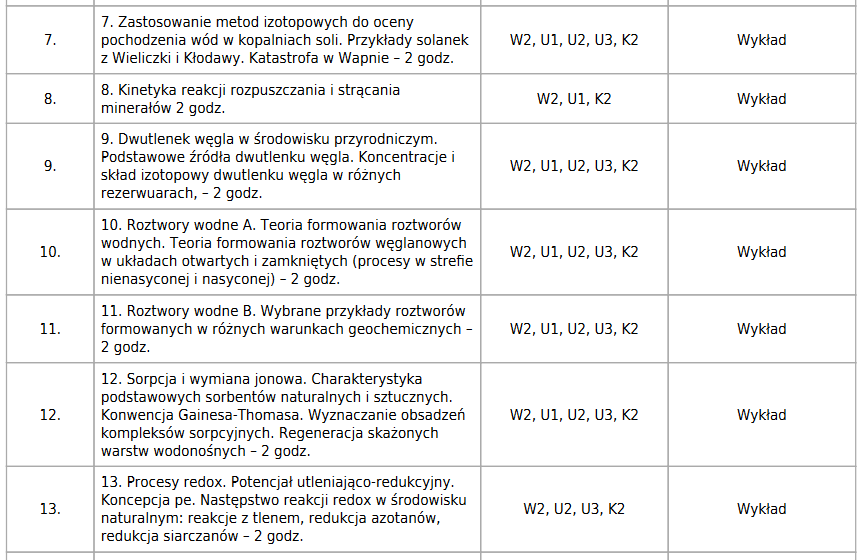 7. Zastosowanie metod izotopowych do oceny
7. pochodzenia wód w kopalniach soli. Przykłady solanek W2, U1, U2, U3, K2 Wykład
z Wieliczki i Kłodawy. Katastrofa w Wapnie – 2 godz.
8. Kinetyka reakcji rozpuszczania i strącania
8. W2, U1, K2 Wykład
minerałów 2 godz.
9. Dwutlenek węgla w środowisku przyrodniczym.
Podstawowe źródła dwutlenku węgla. Koncentracje i
9. W2, U1, U2, U3, K2 Wykład
skład izotopowy dwutlenku węgla w różnych
rezerwuarach, – 2 godz.
10. Roztwory wodne A. Teoria formowania roztworów
wodnych. Teoria formowania roztworów węglanowych
10. W2, U1, U2, U3, K2 Wykład
w układach otwartych i zamkniętych (procesy w strefie
nienasyconej i nasyconej) – 2 godz.
11. Roztwory wodne B. Wybrane przykłady roztworów
11. formowanych w różnych warunkach geochemicznych – W2, U1, U2, U3, K2 Wykład
2 godz.
12. Sorpcja i wymiana jonowa. Charakterystyka
podstawowych sorbentów naturalnych i sztucznych.
12. Konwencja Gainesa-Thomasa. Wyznaczanie obsadzeń W2, U1, U2, U3, K2 Wykład
kompleksów sorpcyjnych. Regeneracja skażonych
warstw wodonośnych – 2 godz.
13. Procesy redox. Potencjał utleniająco-redukcyjny.
Koncepcja pe. Następstwo reakcji redox w środowisku
13. W2, U2, U3, K2 Wykład
naturalnym: reakcje z tlenem, redukcja azotanów,
redukcja siarczanów – 2 godz.